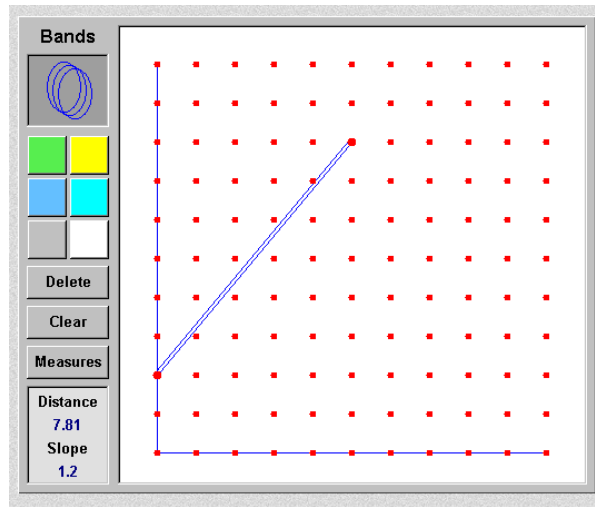 Bands
Delete
Clear
Measures
Distance
7.81
Slope
1.2